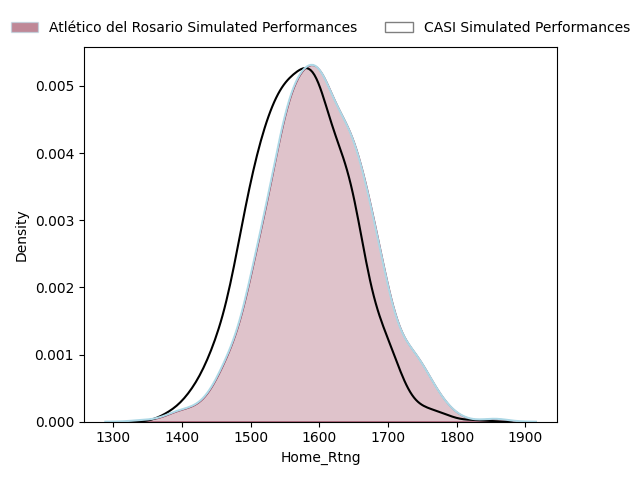 Atlético del Rosario Simulated Performances
CASI Simulated Performances
0.005
0.004
0.003
0.002
0.001
0.000
Density
1300 1400 1500 1600 1700 1800 1900
Home_Rtng